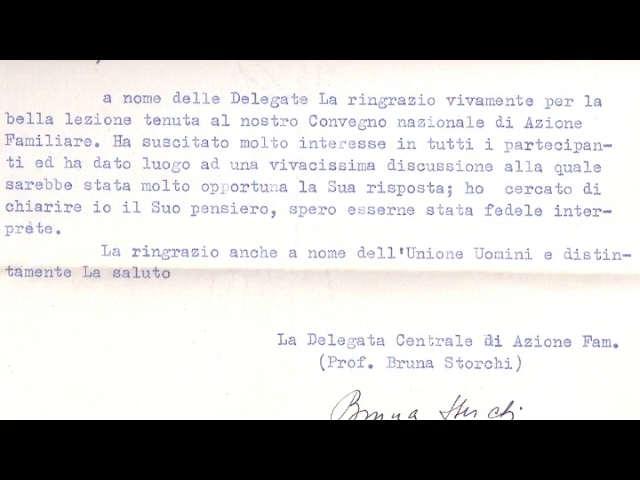 a nome delle Delegate La ringrazio vivamente per la
bella lezione tenuta al nostro Convegno nazionale di Azione
Familiare. Ha suscitato molto interesse in tutti i partecipan-
ti ed ha dato luogo ad una vivacissima discussione alla quale
sarebbe stata molto opportuna la Sua risposta; ho cercato di
chiarire io il Suo pensiero, spero esserne stata fedele inter-
prete.
La ringrazio anche a nome dell'Unione Uomini e distin-
tamente La saluto
La Delegata Centrale di Azione Fam.
(Prof. Bruna Storchi)
Bruna Storchi